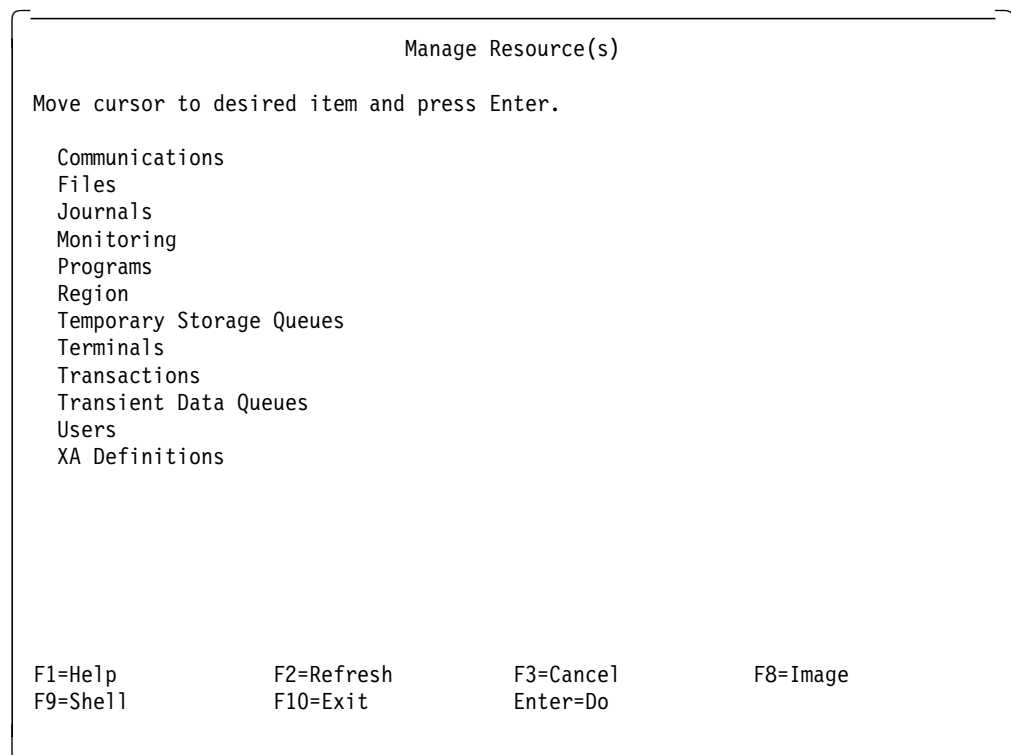 Manage Resource(s)
Move cursor to desired item and press Enter.
Communications
Files
Journals
Monitoring
Programs
Region
Temporary Storage Queues
Terminals
Transactions
Transient Data Queues
Users
XA Definitions
F1=Help F2=Refresh F3=Cancel F8=Image
F9=Shell F10=Exit Enter=Do